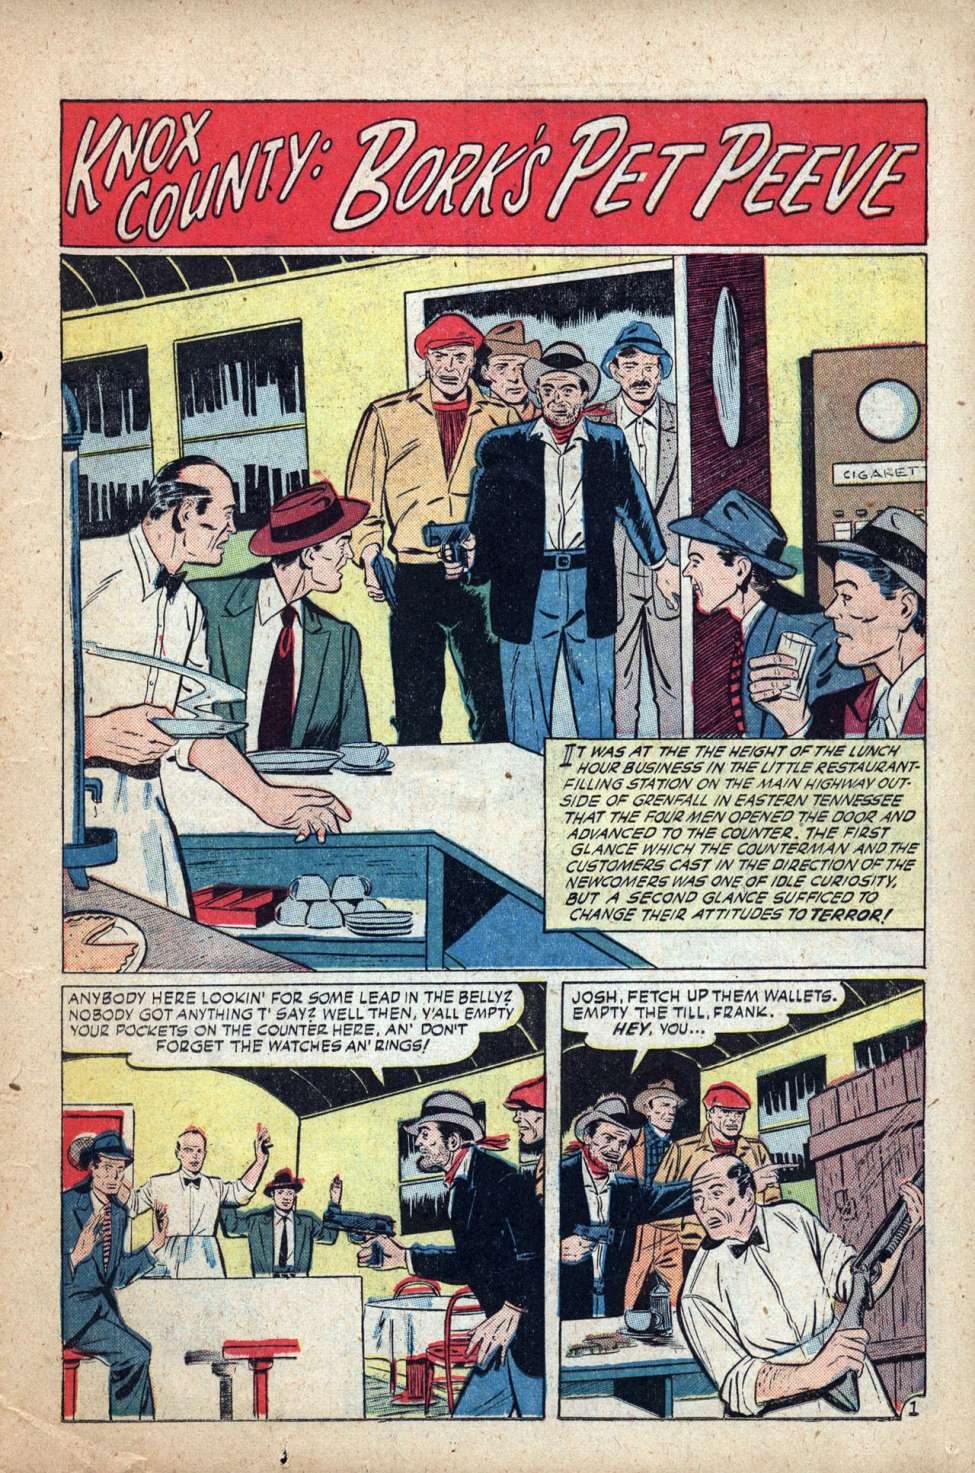 KNOX
COUNTY: BORK'S PET PEEVE
CIGARETT
IT WAS AT THE THE HEIGHT OF THE LUNCH
HOUR BUSINESS IN THE LITTLE RESTAURANT-
FILLING STATION ON THE MAIN HIGHWAY OUT-
SIDE OF GRENFALL IN EASTERN TENNESSEE
THAT THE FOUR MEN OPENED THE DOOR AND
ADVANCED TO THE COUNTER. THE FIRST
GLANCE WHICH THE COUNTERMAN AND THE
CUSTOMERS CAST IN THE DIRECTION OF THE
NEWCOMERS WAS ONE OF IDLE CURIOSITY,
BUT A SECOND GLANCE SUFFICED TO
CHANGE THEIR ATTITUDES TO TERROR!
ANYBODY HERE LOOKIN' FOR SOME LEAD IN THE BELLY?
NOBODY GOT ANYTHING T' SAY? WELL THEN, Y'ALL EMPTY
YOUR POCKETS ON THE COUNTER HERE, AN' DON'T
FORGET THE WATCHES AN' RINGS!
JOSH, FETCH UP THEM WALLETS.
EMPTY THE TILL, FRANK.
HEY, YOU...
1